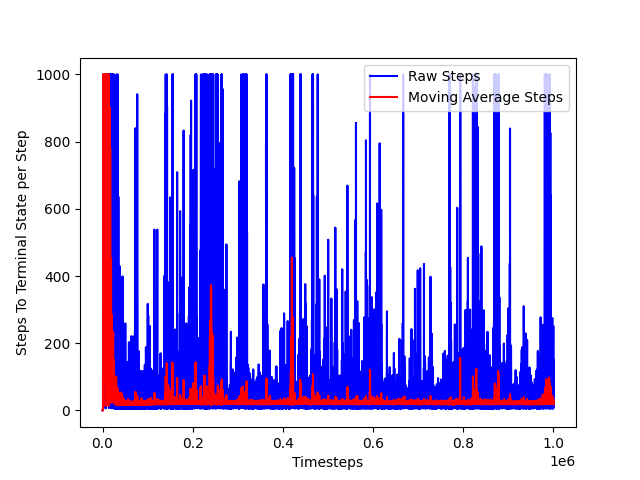 Raw Steps
Moving Average Steps
1000
800
600
400
200
0
Steps To Terminal State per Step
0.0 0.2 0.4 0.6 0.8 1.0
1e6
Timesteps